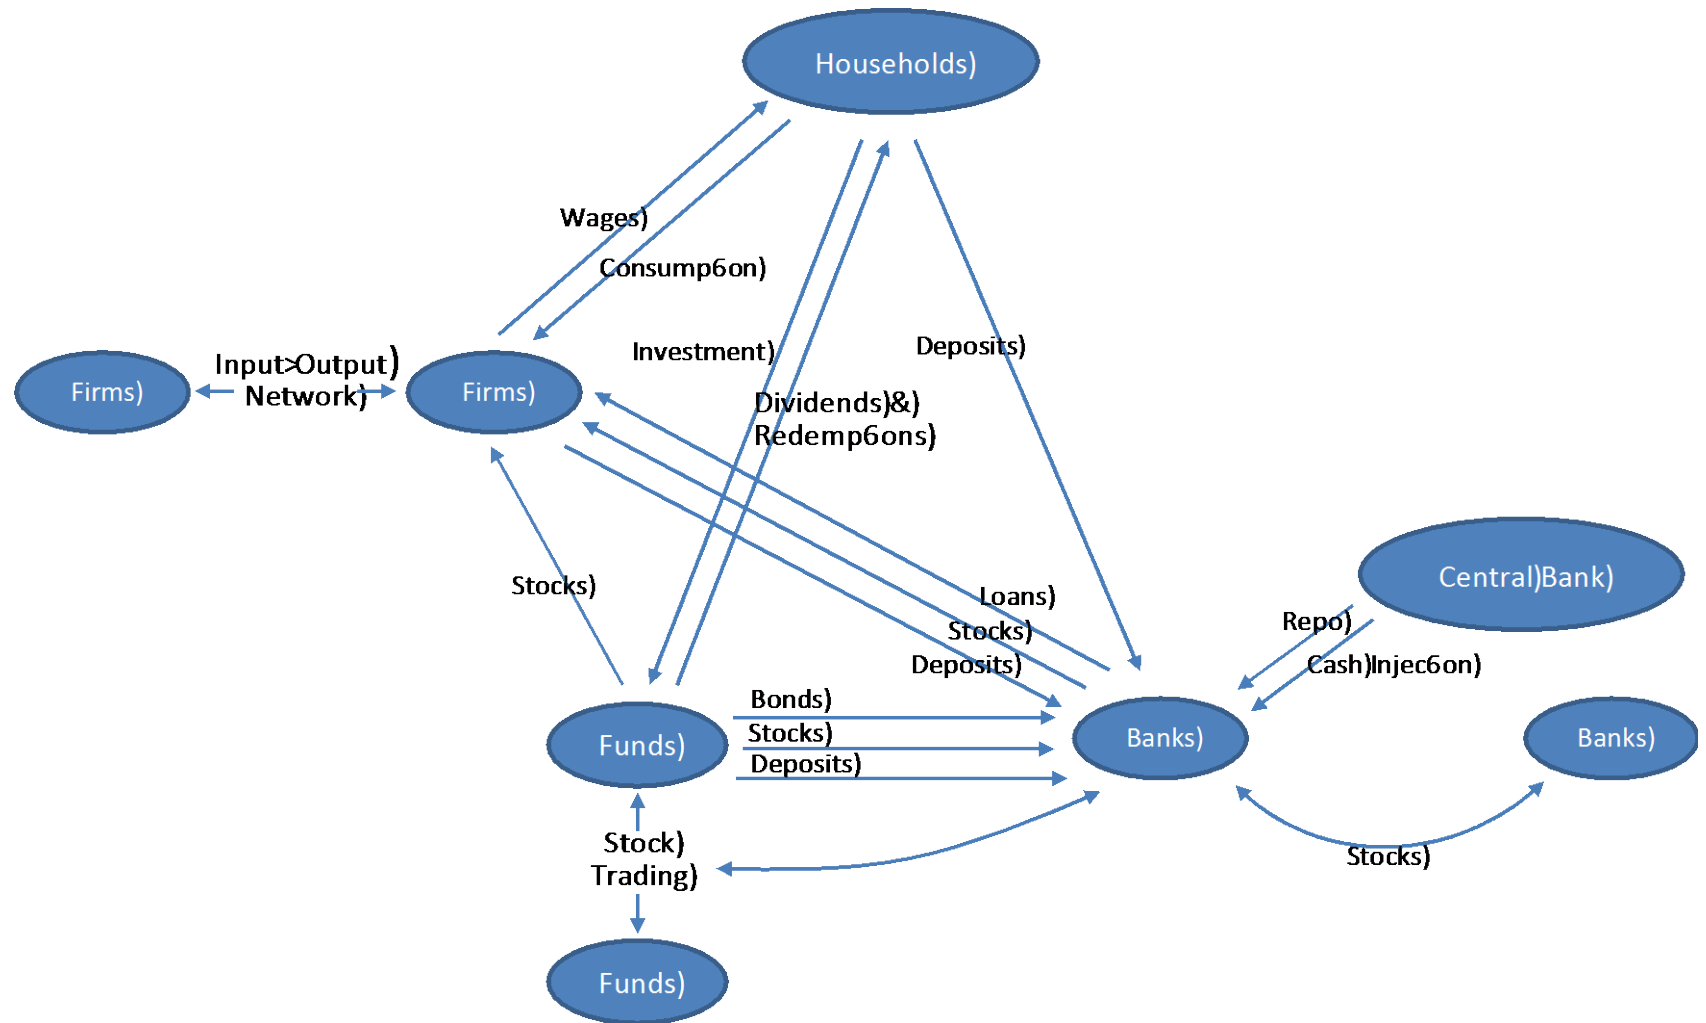 Households)
Wages)
Consump6on)
Investment)
Deposits)
Input>Output)
Network)
Firms)
Firms)
Dividends)&)
Redemp6ons)
Stocks)
Loans)
Stocks)
Deposits)
Central)Bank)
Repo)
Cash)Injec6on)
Bonds)
Stocks)
Deposits)
Funds)
Banks)
Banks)
Stock)
Trading)
Stocks)
Funds)